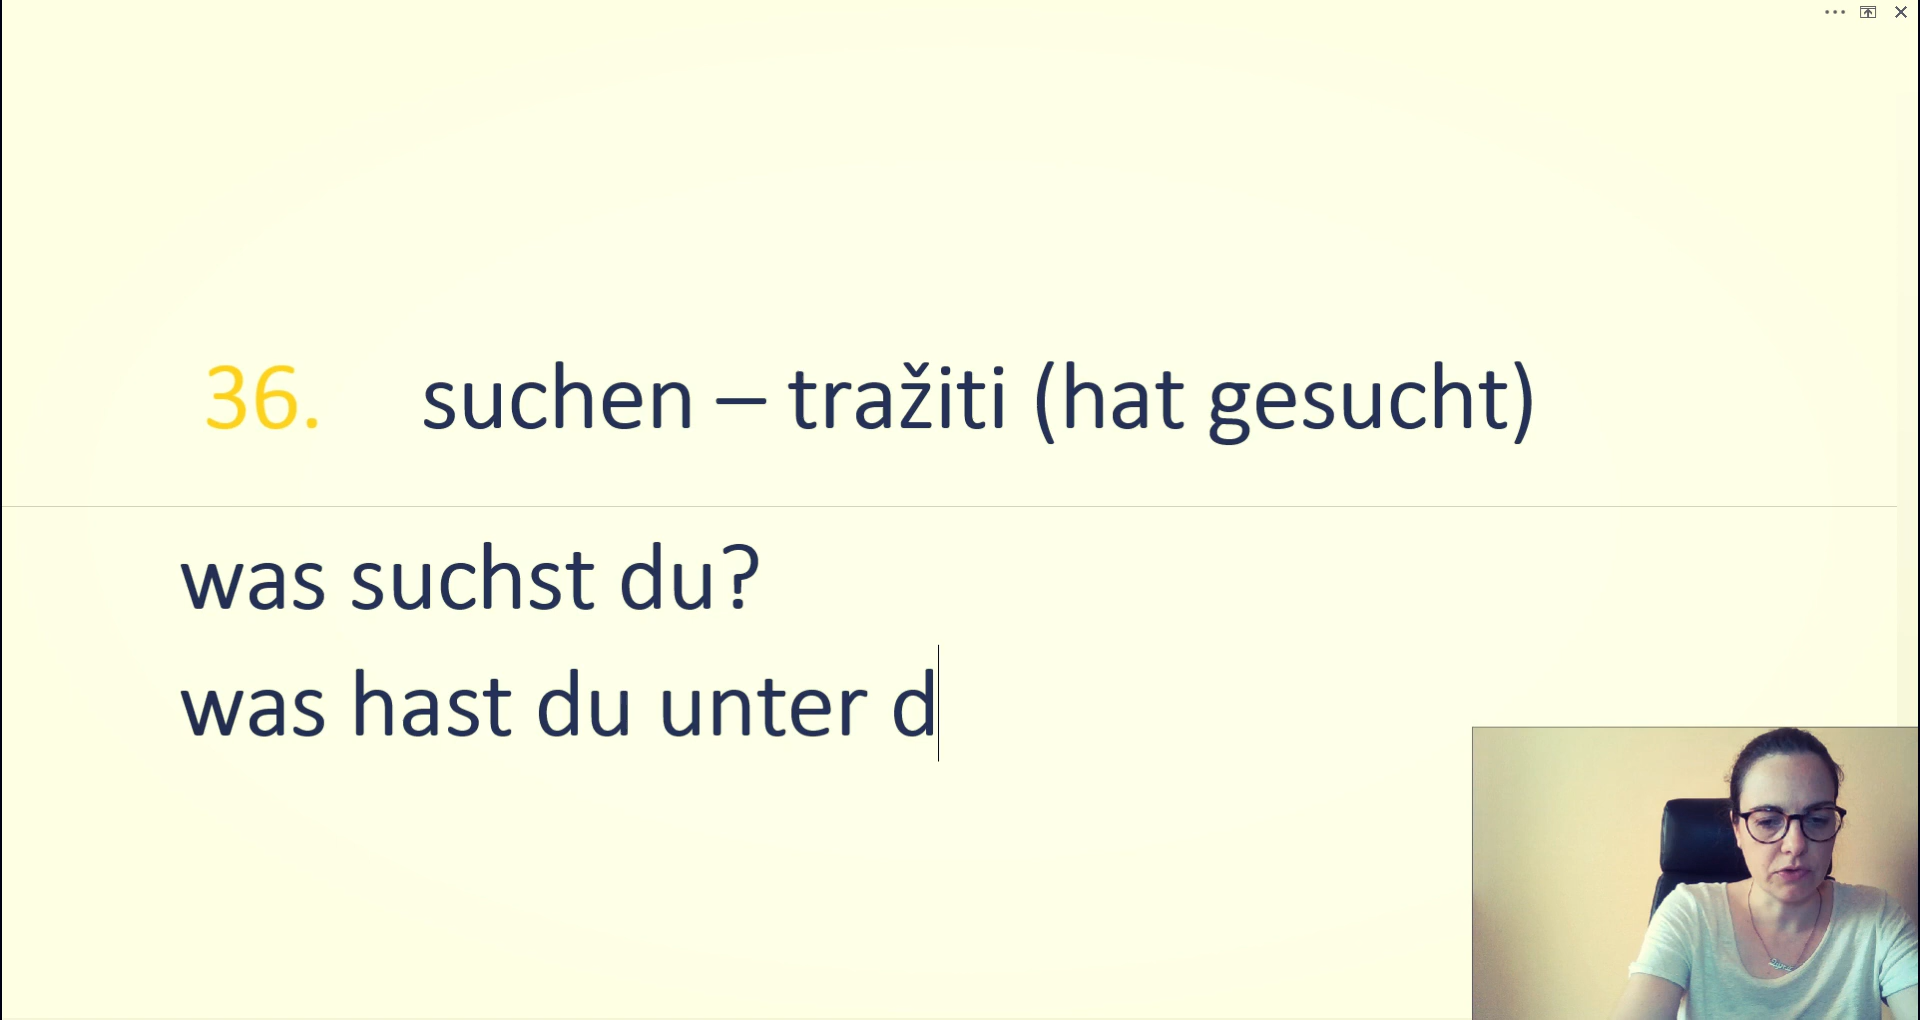 36. suchen – tražiti (hat gesucht)
was suchst du?
was hast du unter d